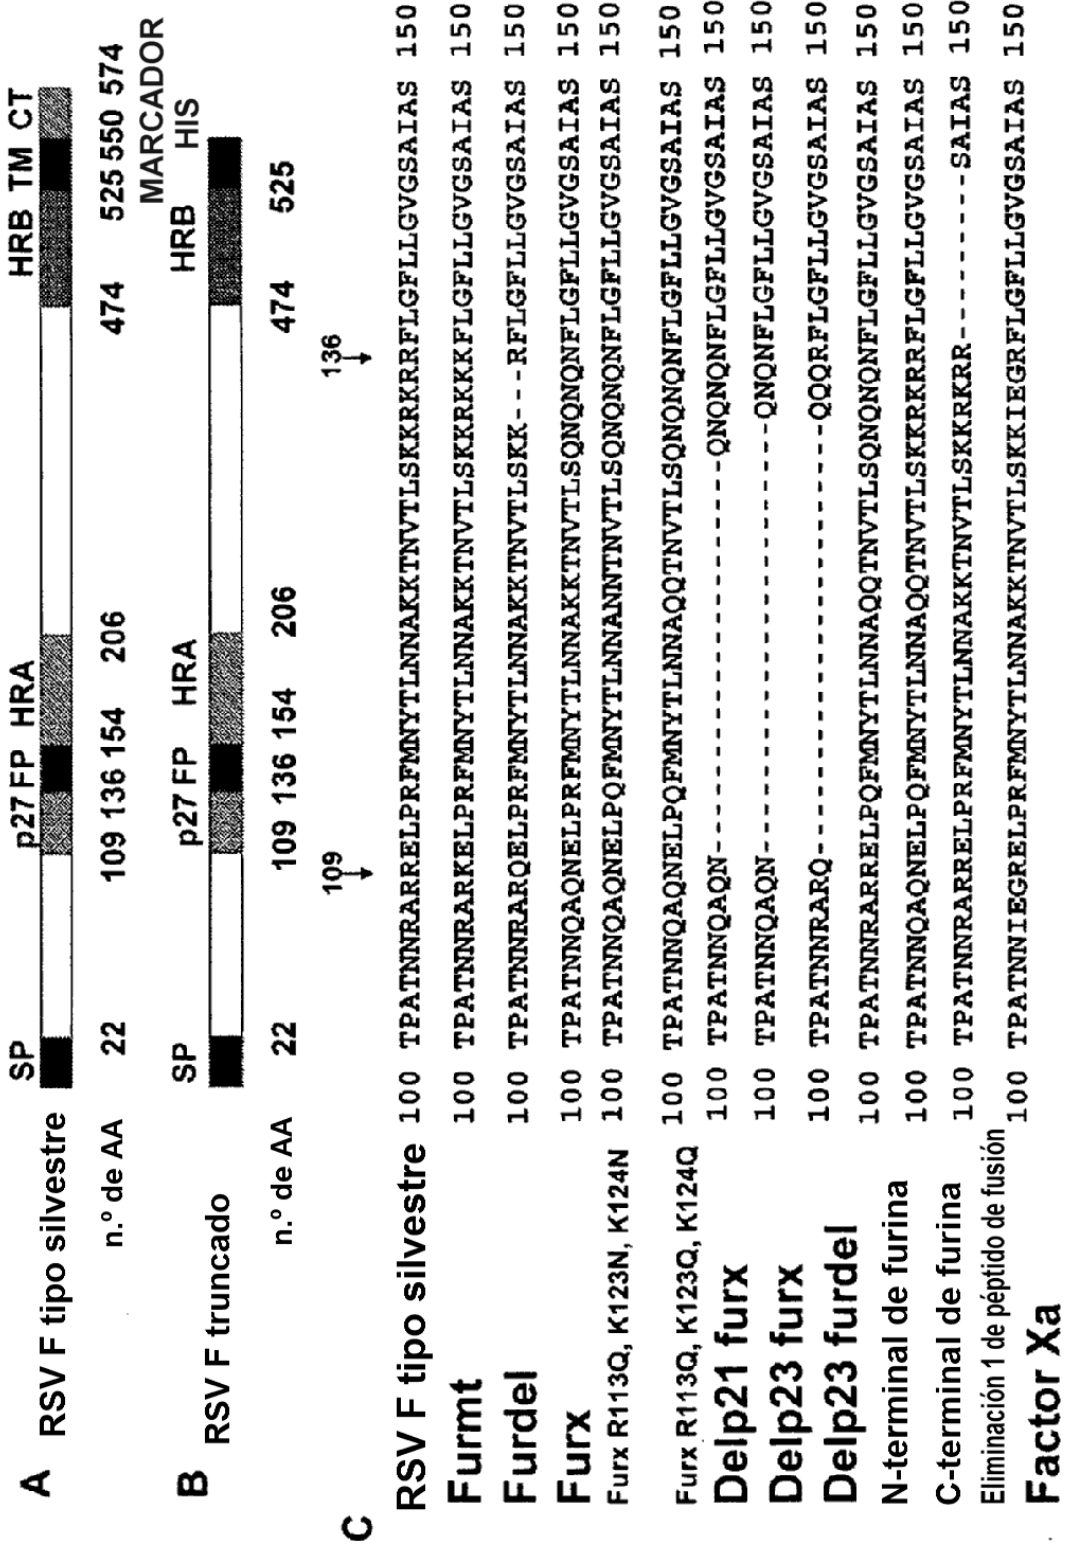 SP p27 FP HRA HRB TM CT
A RSV F tipo silvestre
n.º de AA 22 109 136 154 206 474 525 550 574
MARCADOR
SP p27 FP HRA HRB HIS
B RSV F truncado
n.º de AA 22 109 136 154 206 474 525
C
109 136
RSV F tipo silvestre 100 TPATNNRARRELPRFMNYTLNNAKKTNVTLSKKRKRRFLGFLLGVGSAIAS 150
Furmt 100 TPATNNRARKELPRFMNYTLNNAKKTNVTLSKKRKKKFLGFLLGVGSAIAS 150
Furdel 100 TPATNNRARQELPRFMNYTLNNAKKTNVTLSKK---RFLGFLLGVGSAIAS 150
Furx 100 TPATNNQAQNELPRFMNYTLNNAKKTNVTLSQNQNQNFLGFLLGVGSAIAS 150
Furx R113Q, K123N, K124N 100 TPATNNQAQNELPQFMNYTLNNANNTNVTLSQNQNQNFLGFLLGVGSAIAS 150
Furx R113Q, K123Q, K124Q 100 TPATNNQAQNELPQFMNYTLNNAQQTNVTLSQNQNQNFLGFLLGVGSAIAS 150
Delp21 furx 100 TPATNNQAQN---------------------QNQNQNFLGFLLGVGSAIAS 150
Delp23 furx 100 TPATNNQAQN-----------------------QNQNFLGFLLGVGSAIAS 150
Delp23 furdel 100 TPATNNRARQ-----------------------QQQRFLGFLLGVGSAIAS 150
N-terminal de furina 100 TPATNNRARRELPQFMNYTLNNAQQTNVTLSQNQNQNFLGFLLGVGSAIAS 150
C-terminal de furina 100 TPATNNQAQNELPQFMNYTLNNAQQTNVTLSKKRKRRFLGFLLGVGSAIAS 150
Eliminación 1 de péptido de fusión 100 TPATNNRARRELPRFMNYTLNNAKKTNVTLSKKRKRR---------SAIAS 150
Factor Xa 100 TPATNNIEGRELPRFMNYTLNNAKKTNVTLSKKIEGRFLGFLLGVGSAIAS 150